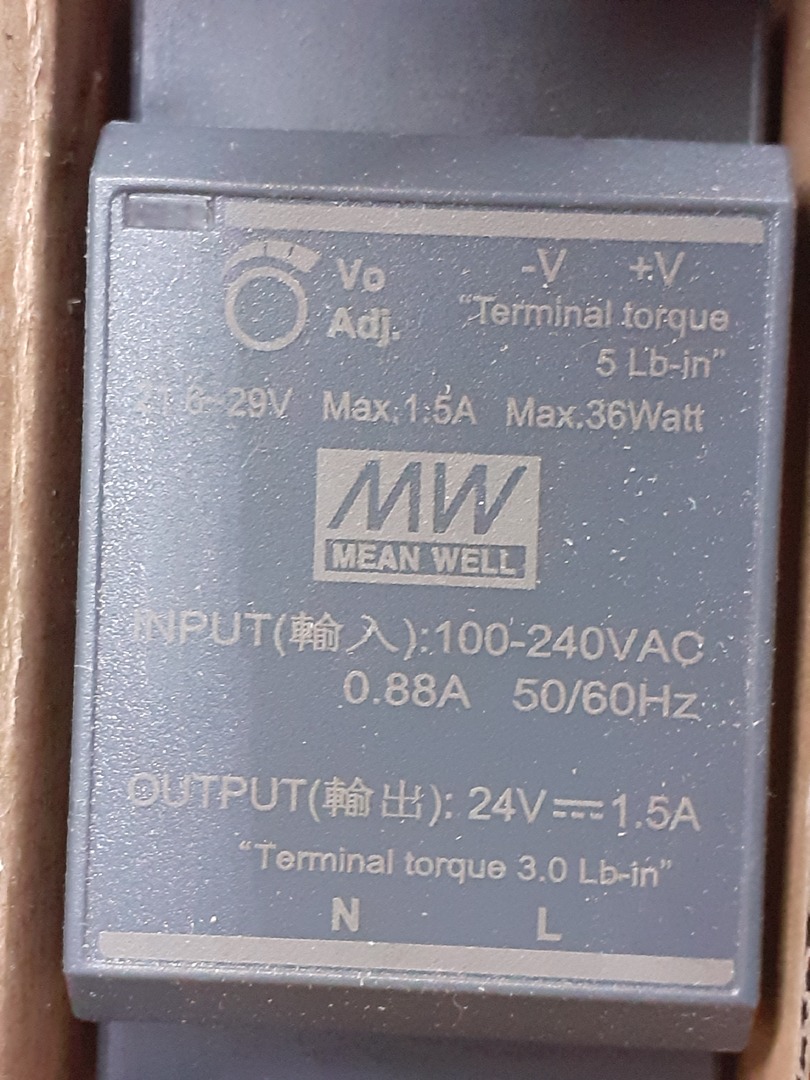 Vo -V +V
Adj. “Terminal torque
5 Lb-in”
21.6~29V Max.1.5A Max.36Watt
MW
MEAN WELL
INPUT(輸入):100-240VAC
0.88A 50/60Hz
OUTPUT(輸出): 24V⎓1.5A
“Terminal torque 3.0 Lb-in”
N L